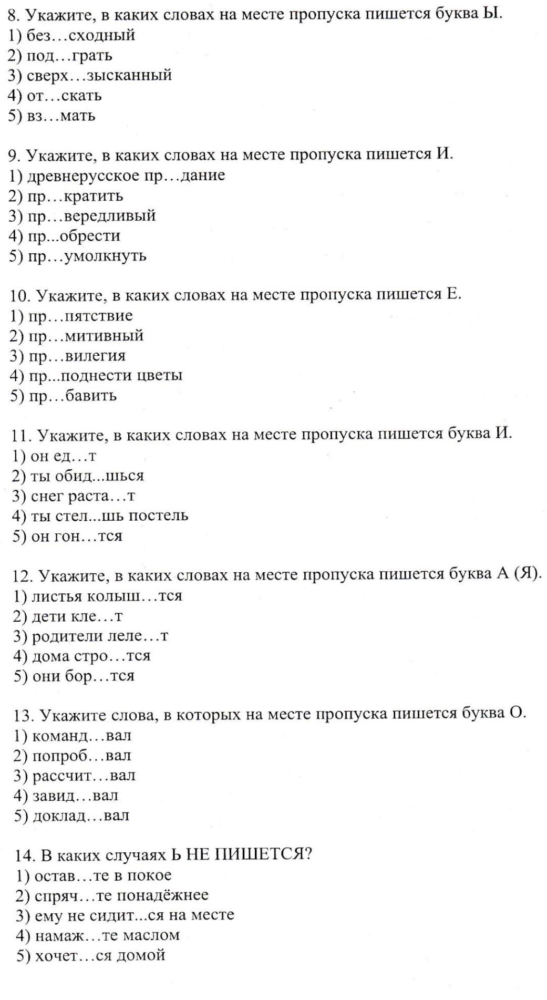 8. Укажите, в каких словах на месте пропуска пишется буква Ы.
1) без…сходный
2) под…грать
3) сверх…зысканный
4) от…скать
5) вз…мать
9. Укажите, в каких словах на месте пропуска пишется И.
1) древнерусское пр…дание
2) пр…кратить
3) пр…вередливый
4) пр...обрести
5) пр…умолкнуть
10. Укажите, в каких словах на месте пропуска пишется Е.
1) пр…пятствие
2) пр…митивный
3) пр…вилегия
4) пр...поднести цветы
5) пр…бавить
11. Укажите, в каких словах на месте пропуска пишется буква И.
1) он ед…т
2) ты обид...шься
3) снег раста…т
4) ты стел...шь постель
5) он гон…тся
12. Укажите, в каких словах на месте пропуска пишется буква А (Я).
1) листья колыш…тся
2) дети кле…т
3) родители леле…т
4) дома стро…тся
5) они бор…тся
13. Укажите слова, в которых на месте пропуска пишется буква О.
1) команд…вал
2) попроб…вал
3) рассчит…вал
4) завид…вал
5) доклад…вал
14. В каких случаях Ь НЕ ПИШЕТСЯ?
1) остав…те в покое
2) спряч…те понадёжнее
3) ему не сидит...ся на месте
4) намаж…те маслом
5) хочет…ся домой